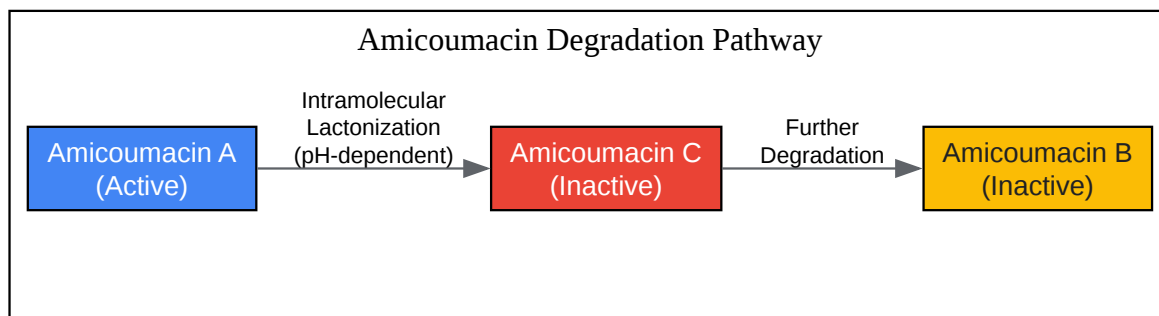 Amicoumacin Degradation Pathway
Intramolecular
Lactonization
(pH-dependent)
Further
Degradation
Amicoumacin A
(Active)
Amicoumacin C
(Inactive)
Amicoumacin B
(Inactive)